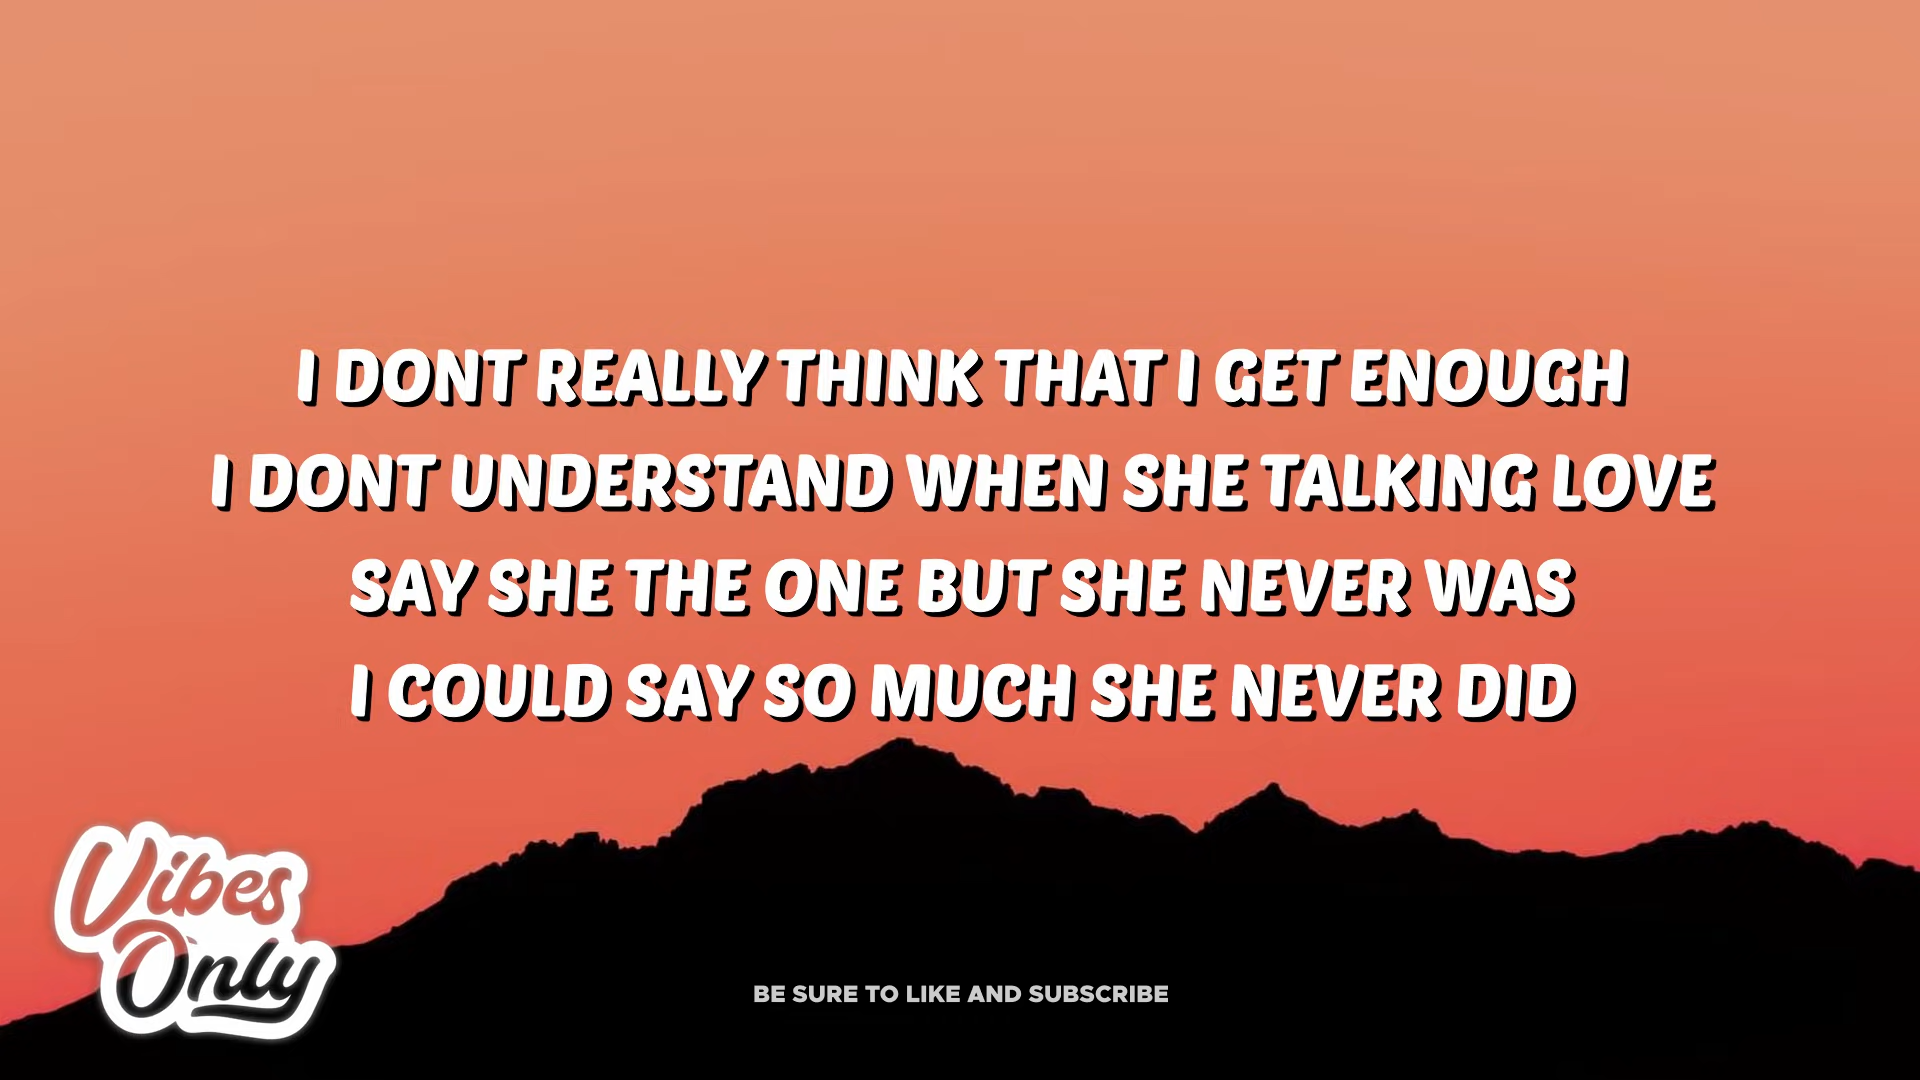 I DONT REALLY THINK THAT I GET ENOUGH
I DONT UNDERSTAND WHEN SHE TALKING LOVE
SAY SHE THE ONE BUT SHE NEVER WAS
I COULD SAY SO MUCH SHE NEVER DID
Vibes
Only
BE SURE TO LIKE AND SUBSCRIBE